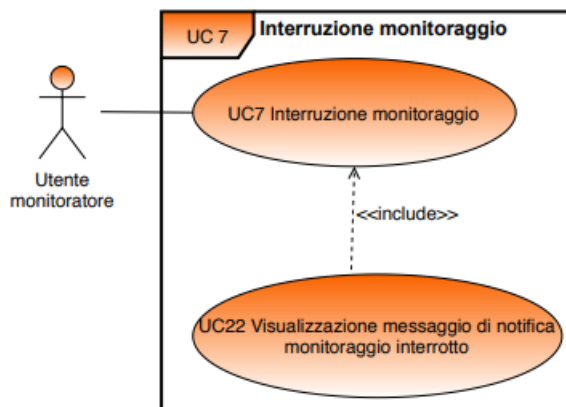 UC 7
Interruzione monitoraggio
UC7 Interruzione monitoraggio
Utente
monitoratore
<<include>>
UC22 Visualizzazione messaggio di notifica
monitoraggio interrotto